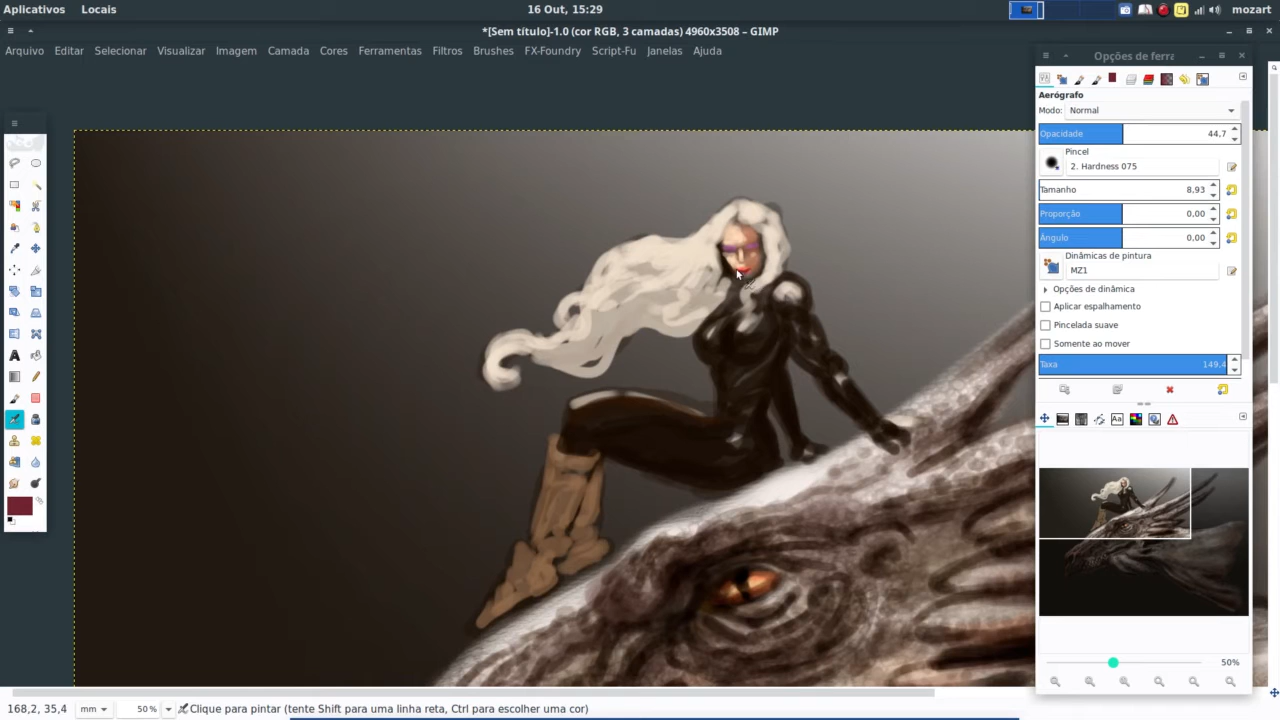 Aplicativos Locais 16 Out, 15:29 mozart
*[Sem título]-1.0 (cor RGB, 3 camadas) 4960x3508 – GIMP
Arquivo Editar Selecionar Visualizar Imagem Camada Cores Ferramentas Filtros Brushes FX-Foundry Script-Fu Janelas Ajuda
Opções de ferra
Aerógrafo
Modo: Normal
Opacidade 44,7
Pincel
2. Hardness 075
Tamanho 8,93
Proporção 0,00
Ângulo 0,00
Dinâmicas de pintura
MZ1
Opções de dinâmica
Aplicar espalhamento
Pincelada suave
Somente ao mover
Taxa 149,4
50%
168,2, 35,4 mm 50 % Clique para pintar (tente Shift para uma linha reta, Ctrl para escolher uma cor)